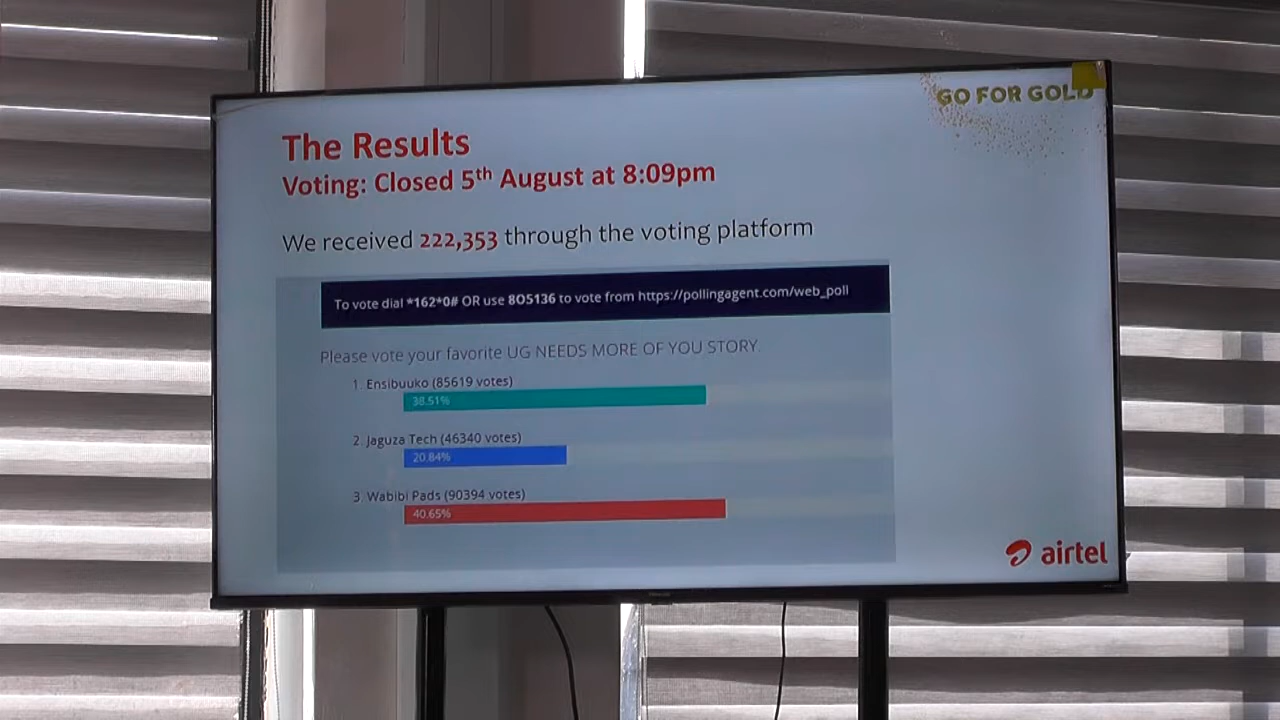 GO FOR GOLD
The Results
Voting: Closed 5th August at 8:09pm
We received 222,353 through the voting platform
To vote dial *162*0# OR use 8O5136 to vote from https://pollingagent.com/web_poll
Please vote your favorite UG NEEDS MORE OF YOU STORY.
1. Ensibuuko (85619 votes)
38.51%
2. Jaguza Tech (46340 votes)
20.84%
3. Wabibi Pads (90394 votes)
40.65%
airtel